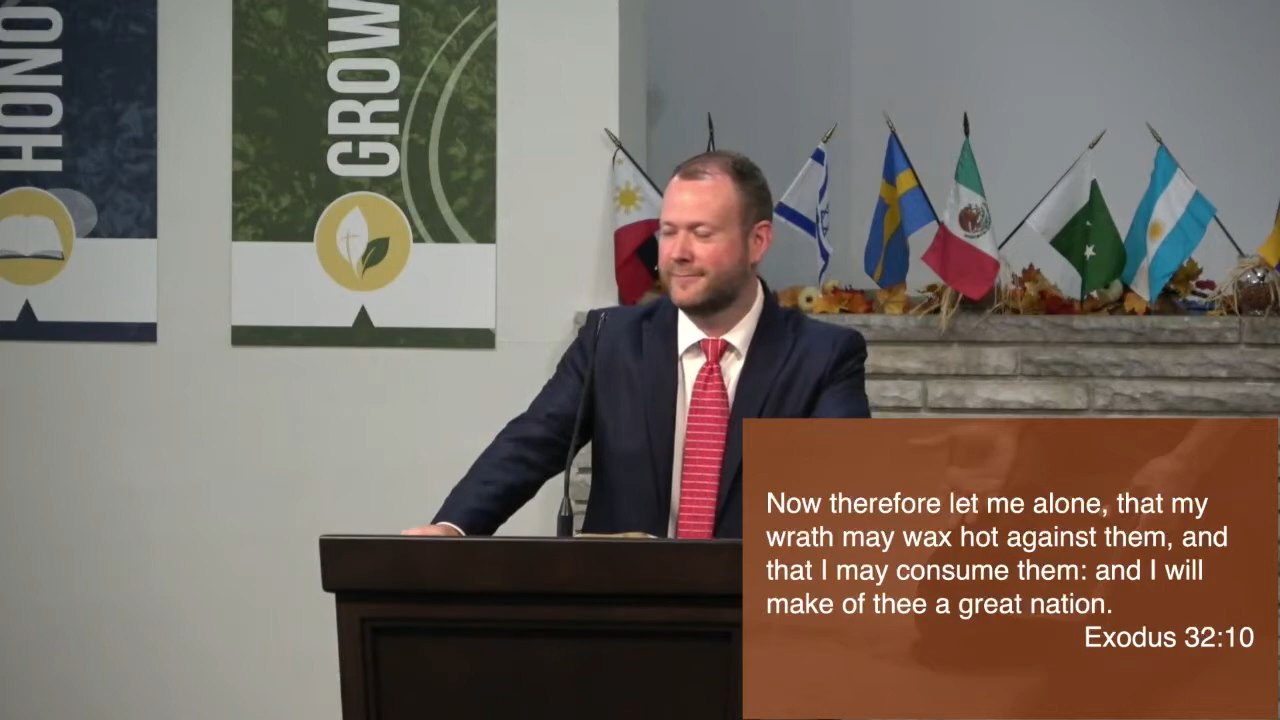 HONO
GROW
Now therefore let me alone, that my
wrath may wax hot against them, and
that I may consume them: and I will
make of thee a great nation.
Exodus 32:10